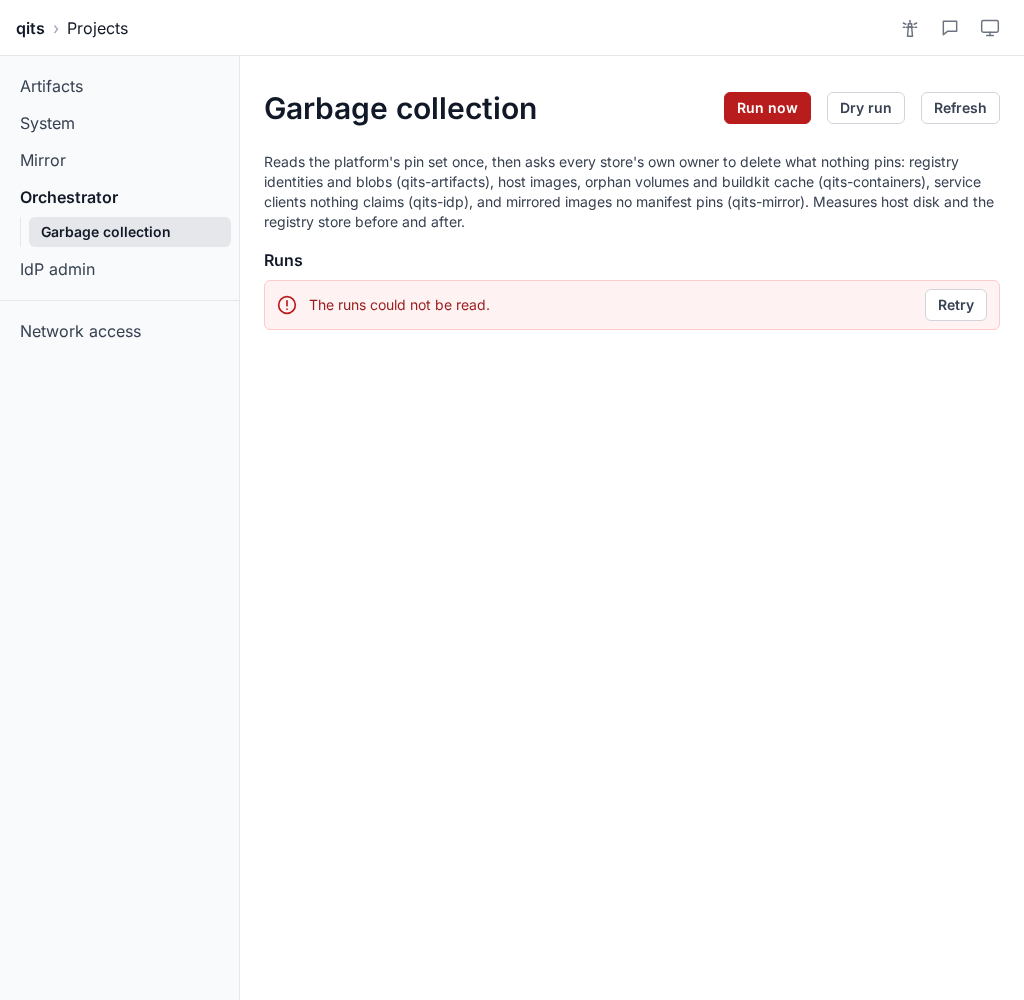 qits › Projects
Artifacts
System
Mirror
Orchestrator
Garbage collection
IdP admin
Network access
Garbage collection
Run now
Dry run
Refresh
Reads the platform's pin set once, then asks every store's own owner to delete what nothing pins: registry
identities and blobs (qits-artifacts), host images, orphan volumes and buildkit cache (qits-containers), service
clients nothing claims (qits-idp), and mirrored images no manifest pins (qits-mirror). Measures host disk and the
registry store before and after.
Runs
The runs could not be read.
Retry